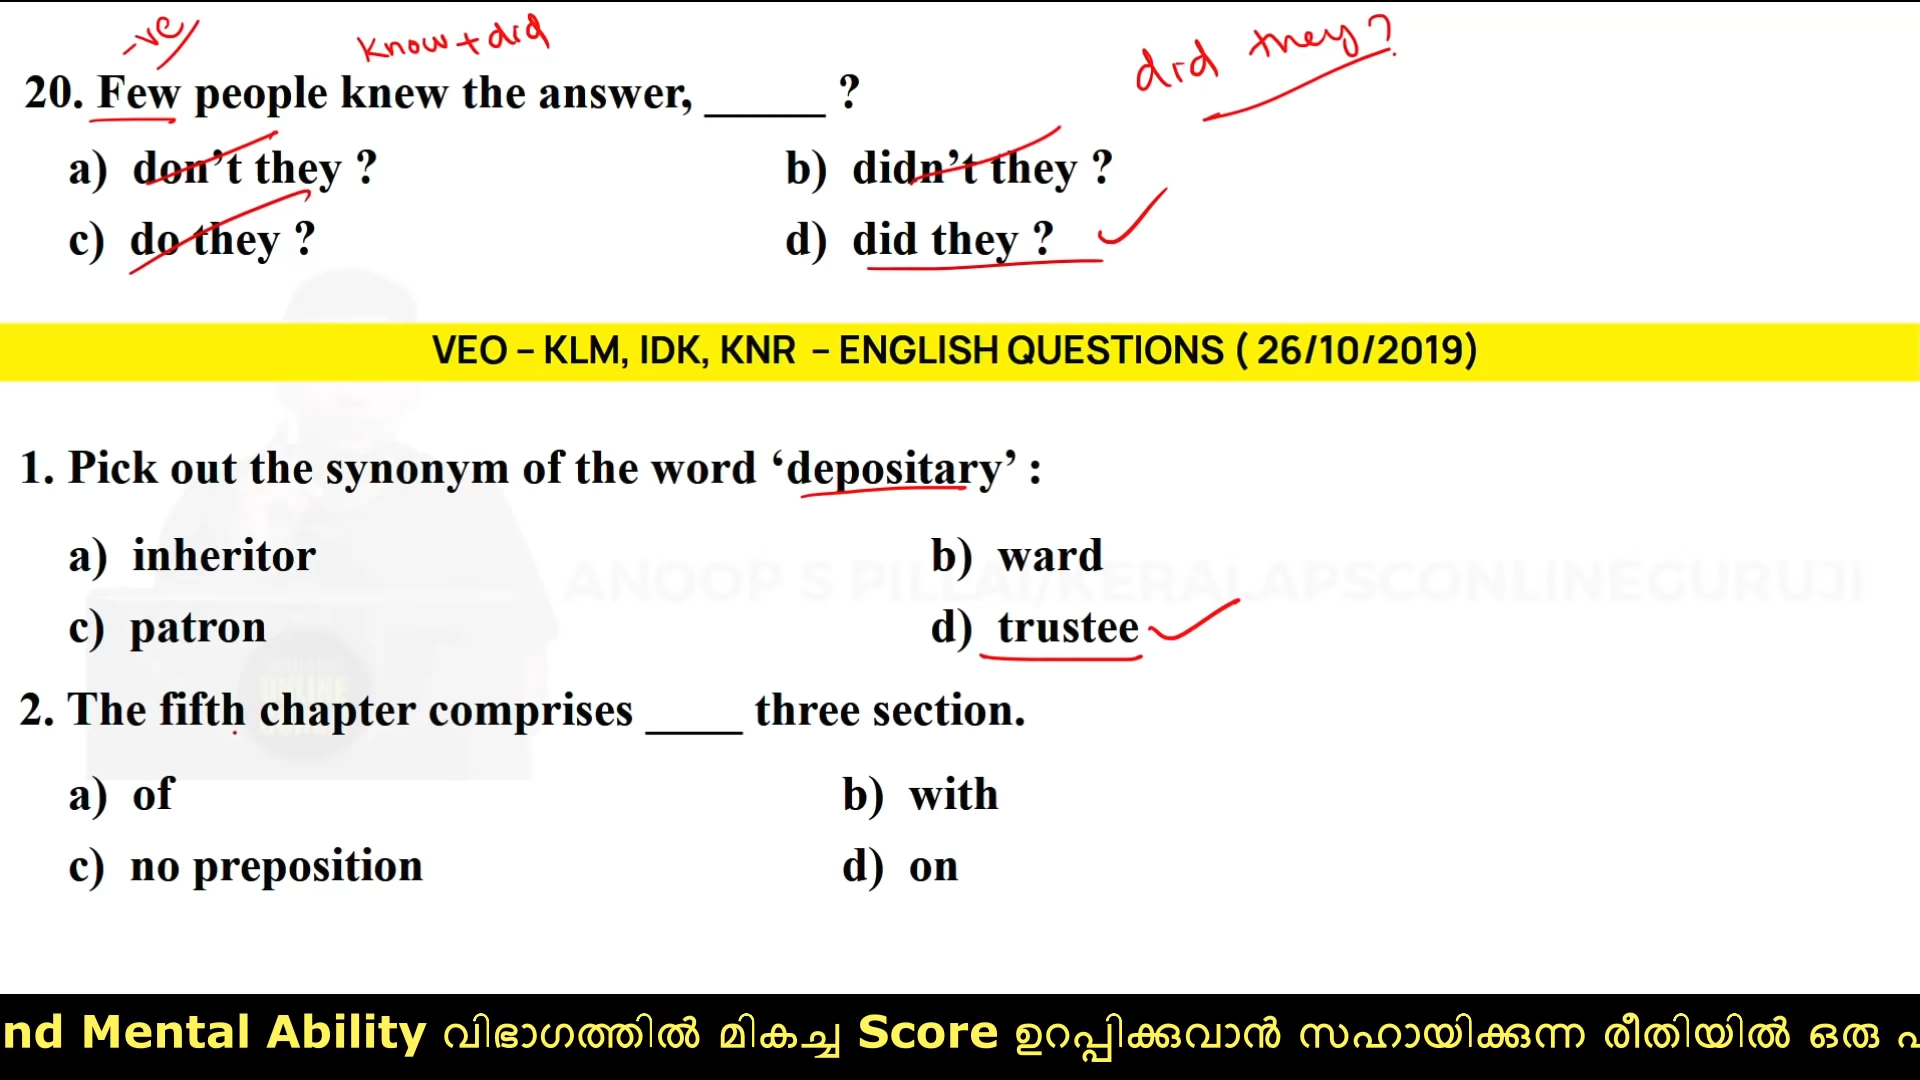 -ve know + did did they?
20. Few people knew the answer, _____ ?
a) don't they ? b) didn't they ?
c) do they ? d) did they ?
VEO – KLM, IDK, KNR – ENGLISH QUESTIONS ( 26/10/2019)
1. Pick out the synonym of the word ‘depositary’ :
a) inheritor b) ward
ANOOP S PILLAI/KERALAPSCONLINEGURUJI
c) patron d) trustee
ONLINE
2. The fifth chapter comprises ____ three section.
a) of b) with
c) no preposition d) on
nd Mental Ability വിഭാഗത്തിൽ മികച്ച Score ഉറപ്പിക്കുവാൻ സഹായിക്കുന്ന രീതിയിൽ ഒരു